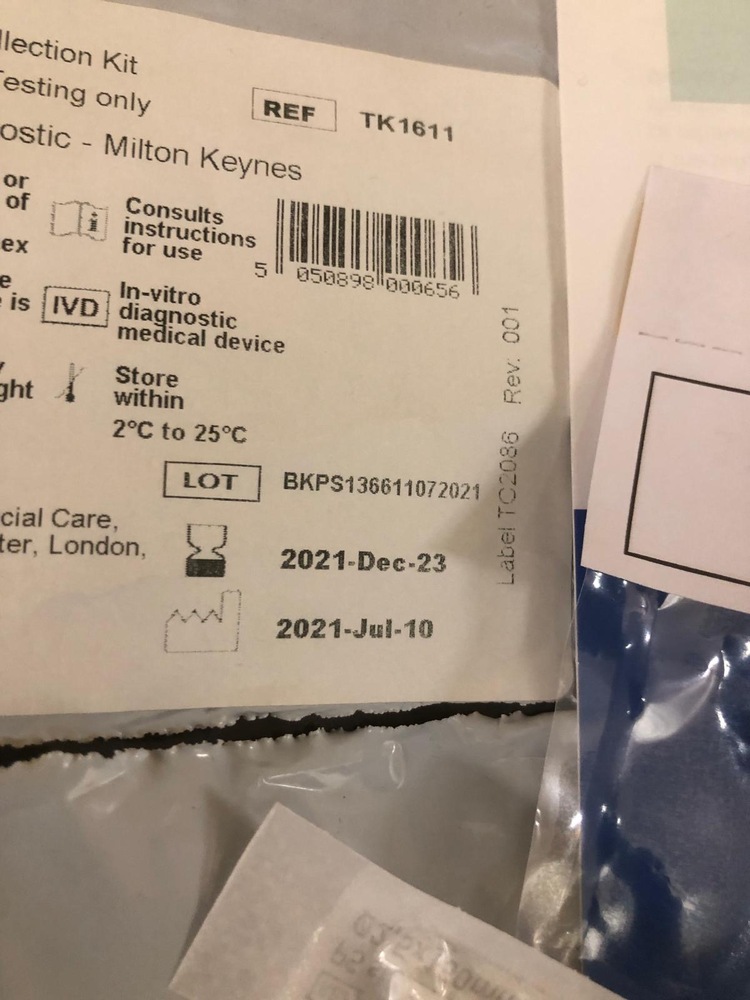 llection Kit
Testing only
REF TK1611
ostic - Milton Keynes
or
of
ex
e
is
ght
Consults
instructions
for use
5 050898 000656
IVD
In-vitro
diagnostic
medical device
Store
within
2°C to 25°C
LOT BKPS136611072021
cial Care,
ter, London,
2021-Dec-23
2021-Jul-10
Label TC2086 Rev: 001